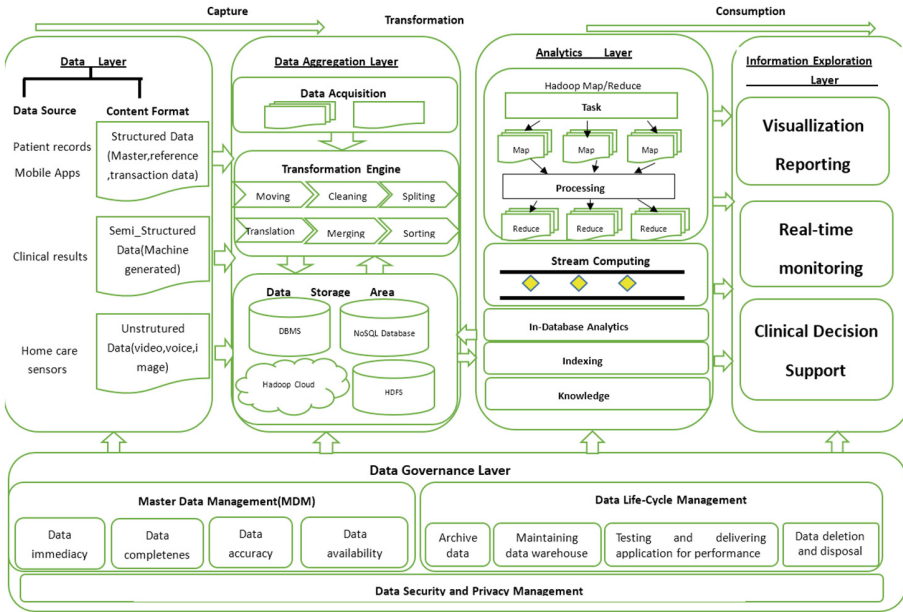 Capture
Transformation
Consumption
Data Layer
Data Source
Content Format
Patient records
Mobile Apps
Structured Data
(Master,reference
,transaction data)
Clinical results
Semi_Structured
Data(Machine
generated)
Home care
sensors
Unstrutured
Data(video,voice,i
mage)
Data Aggregation Layer
Data Acquisition
Transformation Engine
Moving
Cleaning
Spliting
Translation
Merging
Sorting
Data Storage Area
DBMS
NoSQL Database
Hadoop Cloud
HDFS
Analytics Layer
Hadoop Map/Reduce
Task
Map
Map
Map
Processing
Reduce
Reduce
Reduce
Stream Computing
In-Database Analytics
Indexing
Knowledge
Information Exploration
Layer
Visuallization
Reporting
Real-time
monitoring
Clinical Decision
Support
Data Governance Layer
Master Data Management(MDM)
Data
immediacy
Data
completenes
Data
accuracy
Data
availability
Data Life-Cycle Management
Archive
data
Maintaining
data warehouse
Testing and delivering
application for performance
Data deletion
and disposal
Data Security and Privacy Management